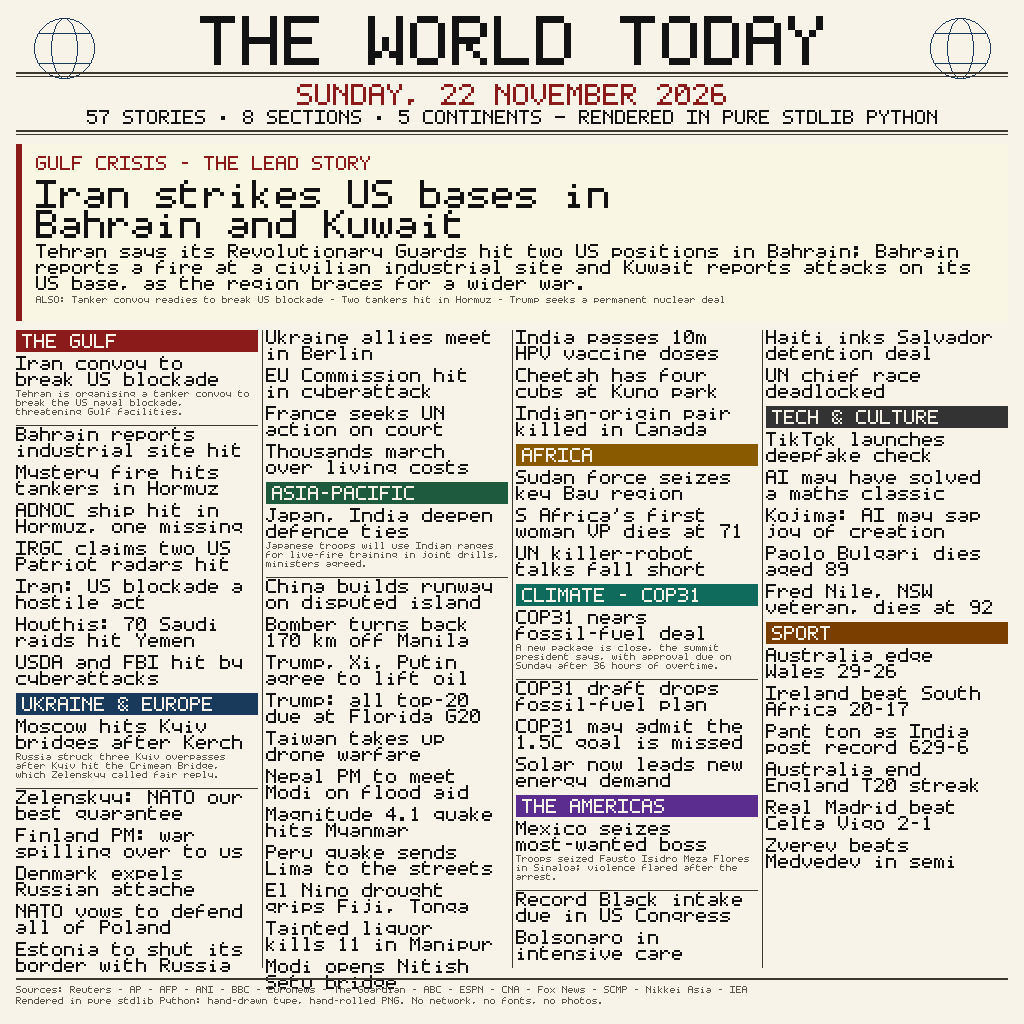 THE WORLD TODAY
SUNDAY, 22 NOVEMBER 2026
57 STORIES • 8 SECTIONS • 5 CONTINENTS – RENDERED IN PURE STDLIB PYTHON
GULF CRISIS - THE LEAD STORY
Iran strikes US bases in
Bahrain and Kuwait
Tehran says its Revolutionary Guards hit two US positions in Bahrain; Bahrain
reports a fire at a civilian industrial site and Kuwait reports attacks on its
US base, as the region braces for a wider war.
ALSO: Tanker convoy readies to break US blockade - Two tankers hit in Hormuz - Trump seeks a permanent nuclear deal
THE GULF
Iran convoy to
break US blockade
Tehran is organising a tanker convoy to
break the US naval blockade,
threatening Gulf facilities.
Bahrain reports
industrial site hit
Mystery fire hits
tankers in Hormuz
ADNOC ship hit in
Hormuz, one missing
IRGC claims two US
Patriot radars hit
Iran: US blockade a
hostile act
Houthis: 70 Saudi
raids hit Yemen
USDA and FBI hit by
cyberattacks
UKRAINE & EUROPE
Moscow hits Kyiv
bridges after Kerch
Russia struck three Kyiv overpasses
after Kyiv hit the Crimean Bridge,
which Zelenskyy called fair reply.
Zelenskyy: NATO our
best guarantee
Finland PM: war
spilling over to us
Denmark expels
Russian attache
NATO vows to defend
all of Poland
Estonia to shut its
border with Russia
Ukraine allies meet
in Berlin
EU Commission hit
in cyberattack
France seeks UN
action on court
Thousands march
over living costs
ASIA-PACIFIC
Japan, India deepen
defence ties
Japanese troops will use Indian ranges
for live-fire training in joint drills,
ministers agreed.
China builds runway
on disputed island
Bomber turns back
170 km off Manila
Trump, Xi, Putin
agree to lift oil
Trump: all top-20
due at Florida G20
Taiwan takes up
drone warfare
Nepal PM to meet
Modi on flood aid
Magnitude 4.1 quake
hits Myanmar
Peru quake sends
Lima to the streets
El Nino drought
grips Fiji, Tonga
Tainted liquor
kills 11 in Manipur
Modi opens Nitish
Setu bridge
India passes 10m
HPV vaccine doses
Cheetah has four
cubs at Kuno park
Indian-origin pair
killed in Canada
AFRICA
Sudan force seizes
key Bau region
S Africa's first
woman VP dies at 71
UN killer-robot
talks fall short
CLIMATE - COP31
COP31 nears
fossil-fuel deal
A new package is close, the summit
president says, with approval due on
Sunday after 36 hours of overtime.
COP31 draft drops
fossil-fuel plan
COP31 may admit the
1.5C goal is missed
Solar now leads new
energy demand
THE AMERICAS
Mexico seizes
most-wanted boss
Troops seized Fausto Isidro Meza Flores
in Sinaloa; violence flared after the
arrest.
Record Black intake
due in US Congress
Bolsonaro in
intensive care
Haiti inks Salvador
detention deal
UN chief race
deadlocked
TECH & CULTURE
TikTok launches
deepfake check
AI may have solved
a maths classic
Kojima: AI may sap
joy of creation
Paolo Bulgari dies
aged 89
Fred Nile, NSW
veteran, dies at 92
SPORT
Australia edge
Wales 29-26
Ireland beat South
Africa 20-17
Pant ton as India
post record 629-6
Australia end
England T20 streak
Real Madrid beat
Celta Vigo 2-1
Zverev beats
Medvedev in semi
Sources: Reuters - AP - AFP - ANI - BBC - Euronews - The Guardian - ABC - ESPN - CNA - Fox News - SCMP - Nikkei Asia - IEA
Rendered in pure stdlib Python: hand-drawn type, hand-rolled PNG. No network, no fonts, no photos.